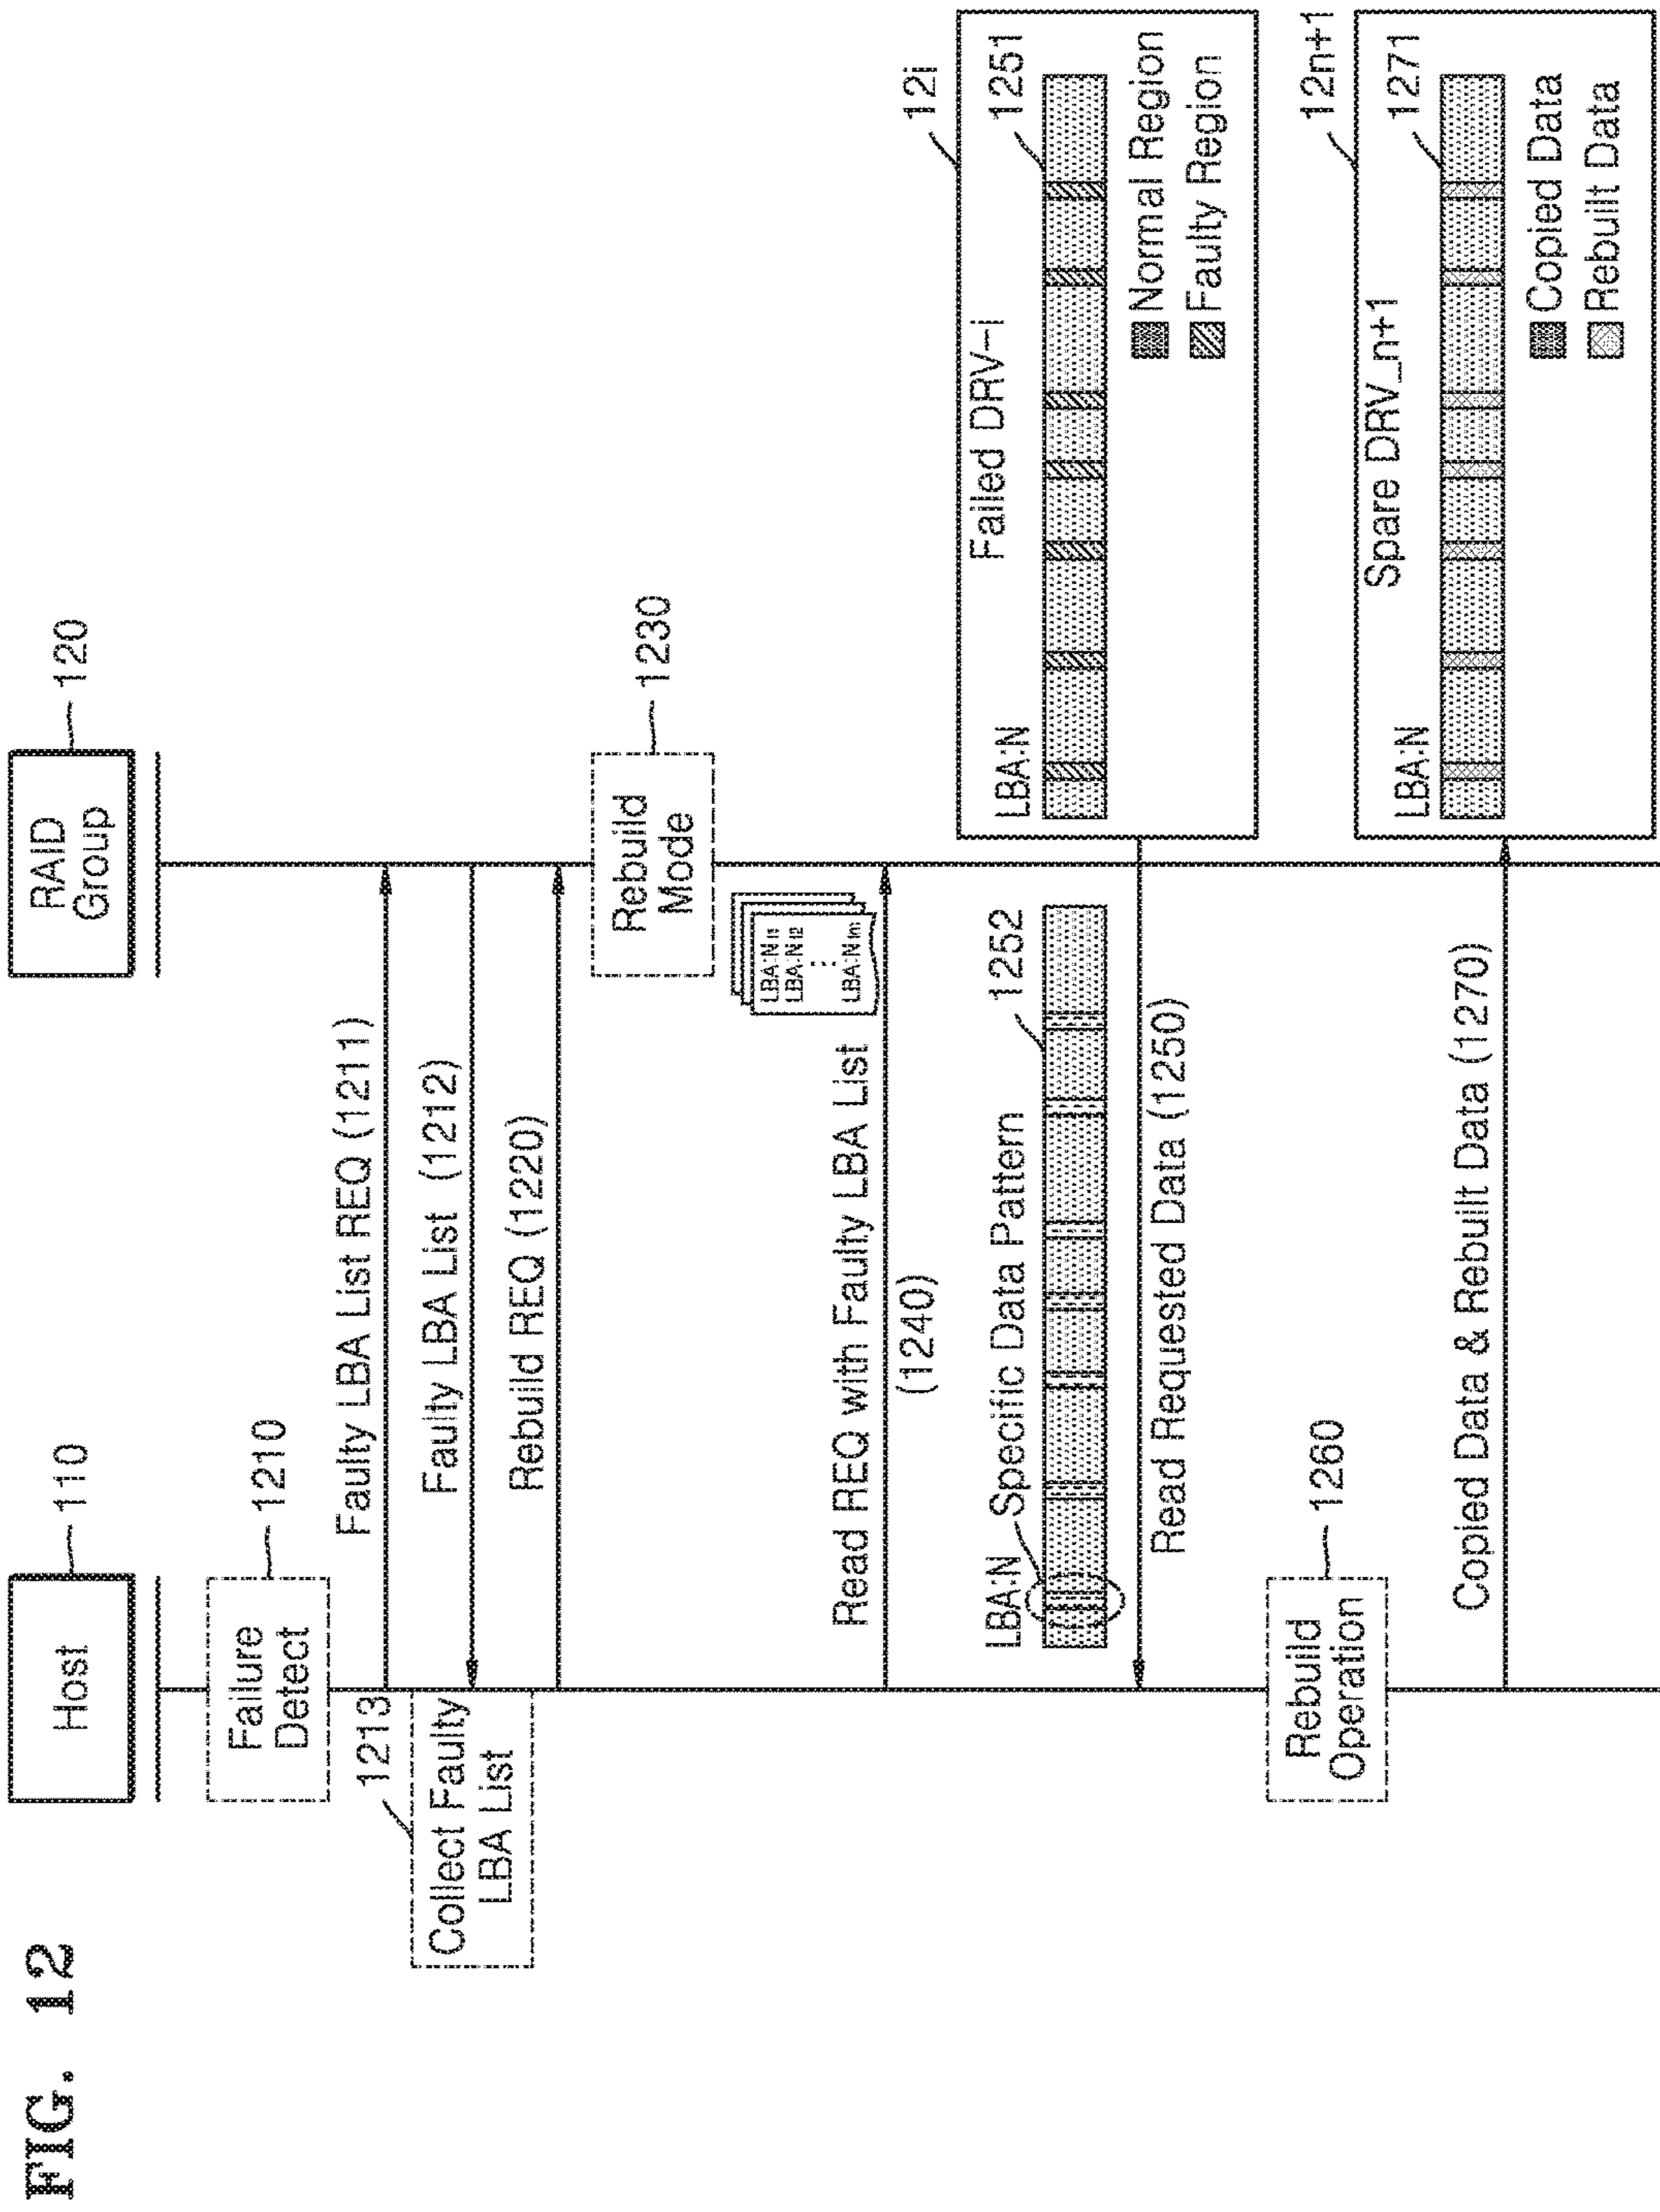 FIG. 12
Host
110
RAID
Group
120
Failure
Detect
1210
Faulty LBA List REQ (1211)
1213
Collect Faulty
LBA List
Faulty LBA List (1212)
Rebuild REQ (1220)
Rebuild
Mode
1230
LBA:N
LBA:N
LBA:N
Read REQ with Faulty LBA List
(1240)
LBA:N
Specific Data Pattern
1252
Read Requested Data (1250)
12i
Failed DRV-i
LBA:N
1251
Normal Region
Faulty Region
Rebuild
Operation
1260
Copied Data & Rebuilt Data (1270)
12n+1
Spare DRV_n+1
LBA:N
1271
Copied Data
Rebuilt Data